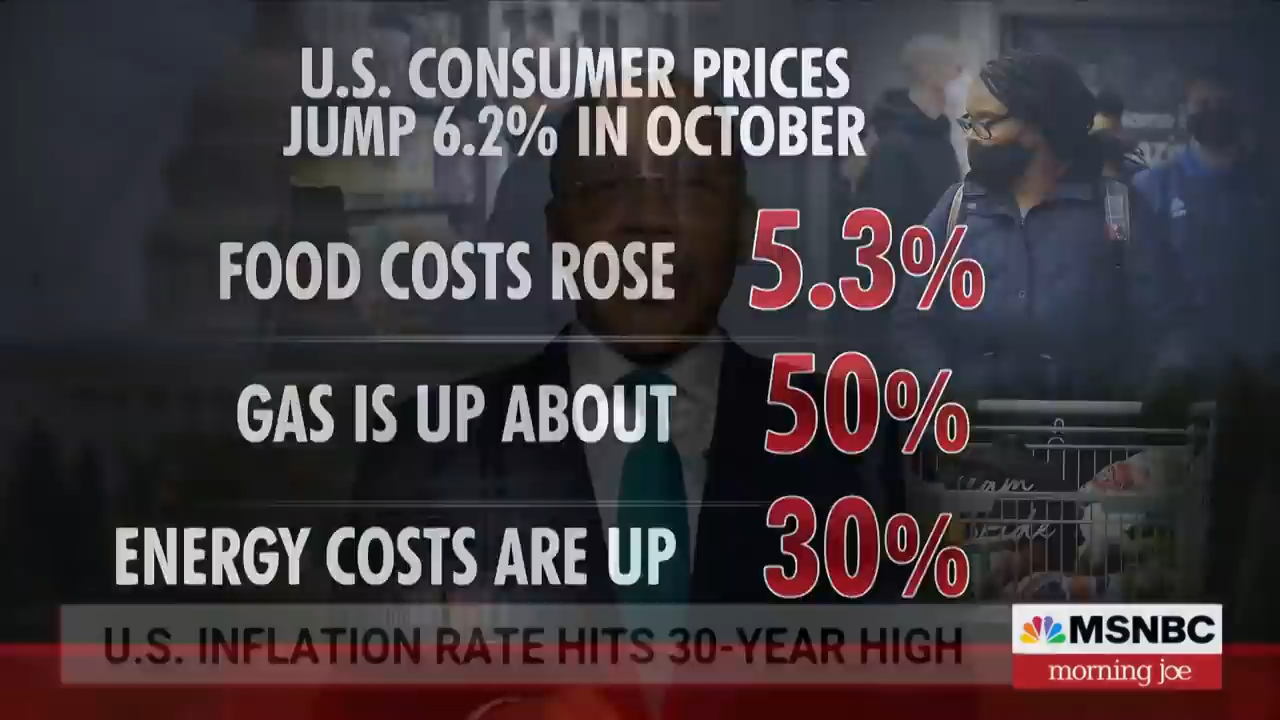 U.S. CONSUMER PRICES
JUMP 6.2% IN OCTOBER
FOOD COSTS ROSE 5.3%
GAS IS UP ABOUT 50%
ENERGY COSTS ARE UP 30%
U.S. INFLATION RATE HITS 30-YEAR HIGH
MSNBC
morning joe